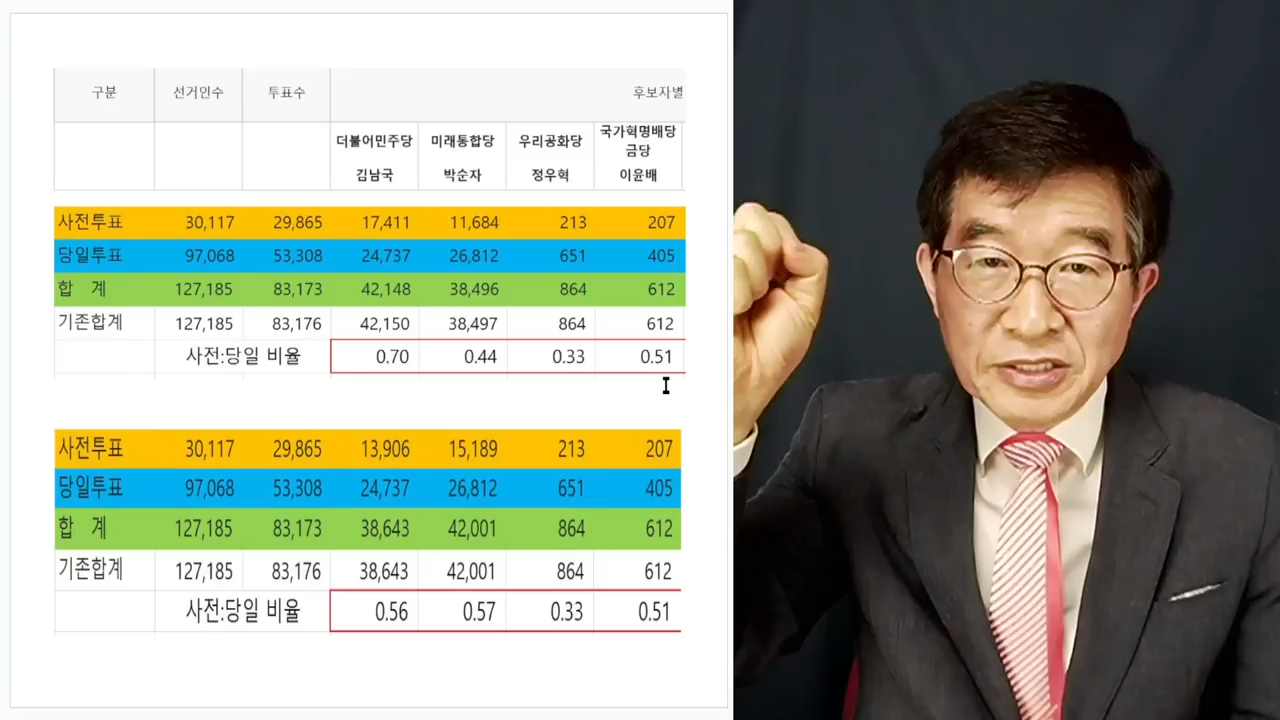 구분 선거인수 투표수 후보자별
더불어민주당 미래통합당 우리공화당 국가혁명배당금당
김남국 박순자 정우혁 이윤배
사전투표 30,117 29,865 17,411 11,684 213 207
당일투표 97,068 53,308 24,737 26,812 651 405
합 계 127,185 83,173 42,148 38,496 864 612
기존합계 127,185 83,176 42,150 38,497 864 612
사전:당일 비율 0.70 0.44 0.33 0.51
사전투표 30,117 29,865 13,906 15,189 213 207
당일투표 97,068 53,308 24,737 26,812 651 405
합 계 127,185 83,173 38,643 42,001 864 612
기존합계 127,185 83,176 38,643 42,001 864 612
사전:당일 비율 0.56 0.57 0.33 0.51